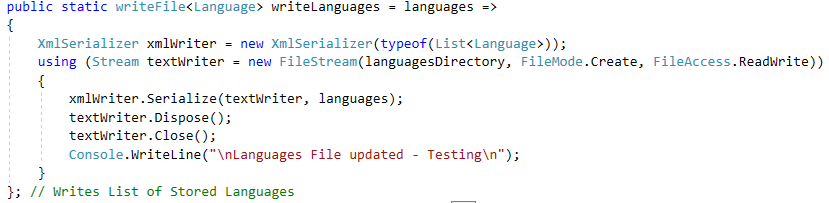 public static writeFile<Language> writeLanguages = languages =>
{
    XmlSerializer xmlWriter = new XmlSerializer(typeof(List<Language>));
    using (Stream textWriter = new FileStream(languagesDirectory, FileMode.Create, FileAccess.ReadWrite))
    {
        xmlWriter.Serialize(textWriter, languages);
        textWriter.Dispose();
        textWriter.Close();
        Console.WriteLine("\nLanguages File updated - Testing\n");
    }
}; // Writes List of Stored Languages